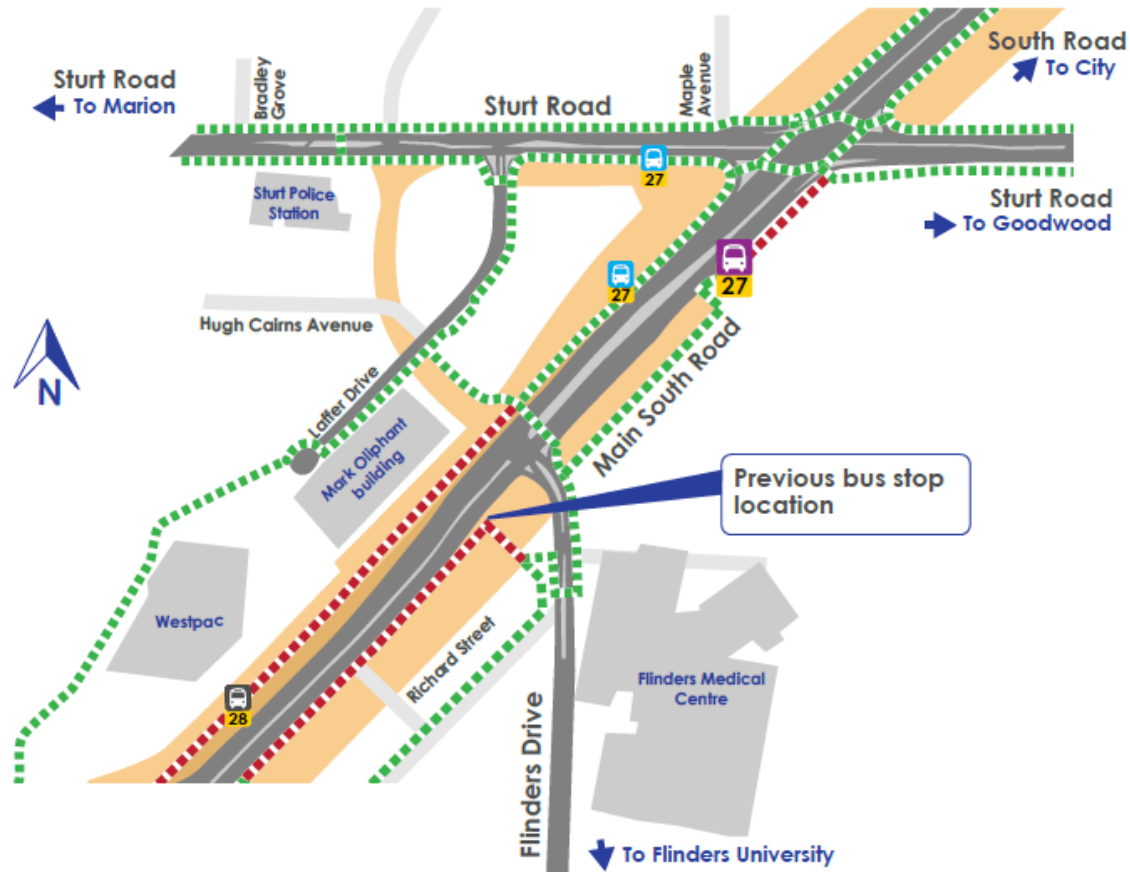 South Road
To City
Sturt Road
To Marion
Bradley
Grove
Sturt Road
Maple
Avenue
27
Sturt Police
Station
Sturt Road
To Goodwood
27
27
Hugh Cairns Avenue
N
Laffer Drive
Main South Road
Mark Oliphant
building
Previous bus stop
location
Westpac
Richard Street
Flinders Medical
Centre
28
Flinders Drive
To Flinders University